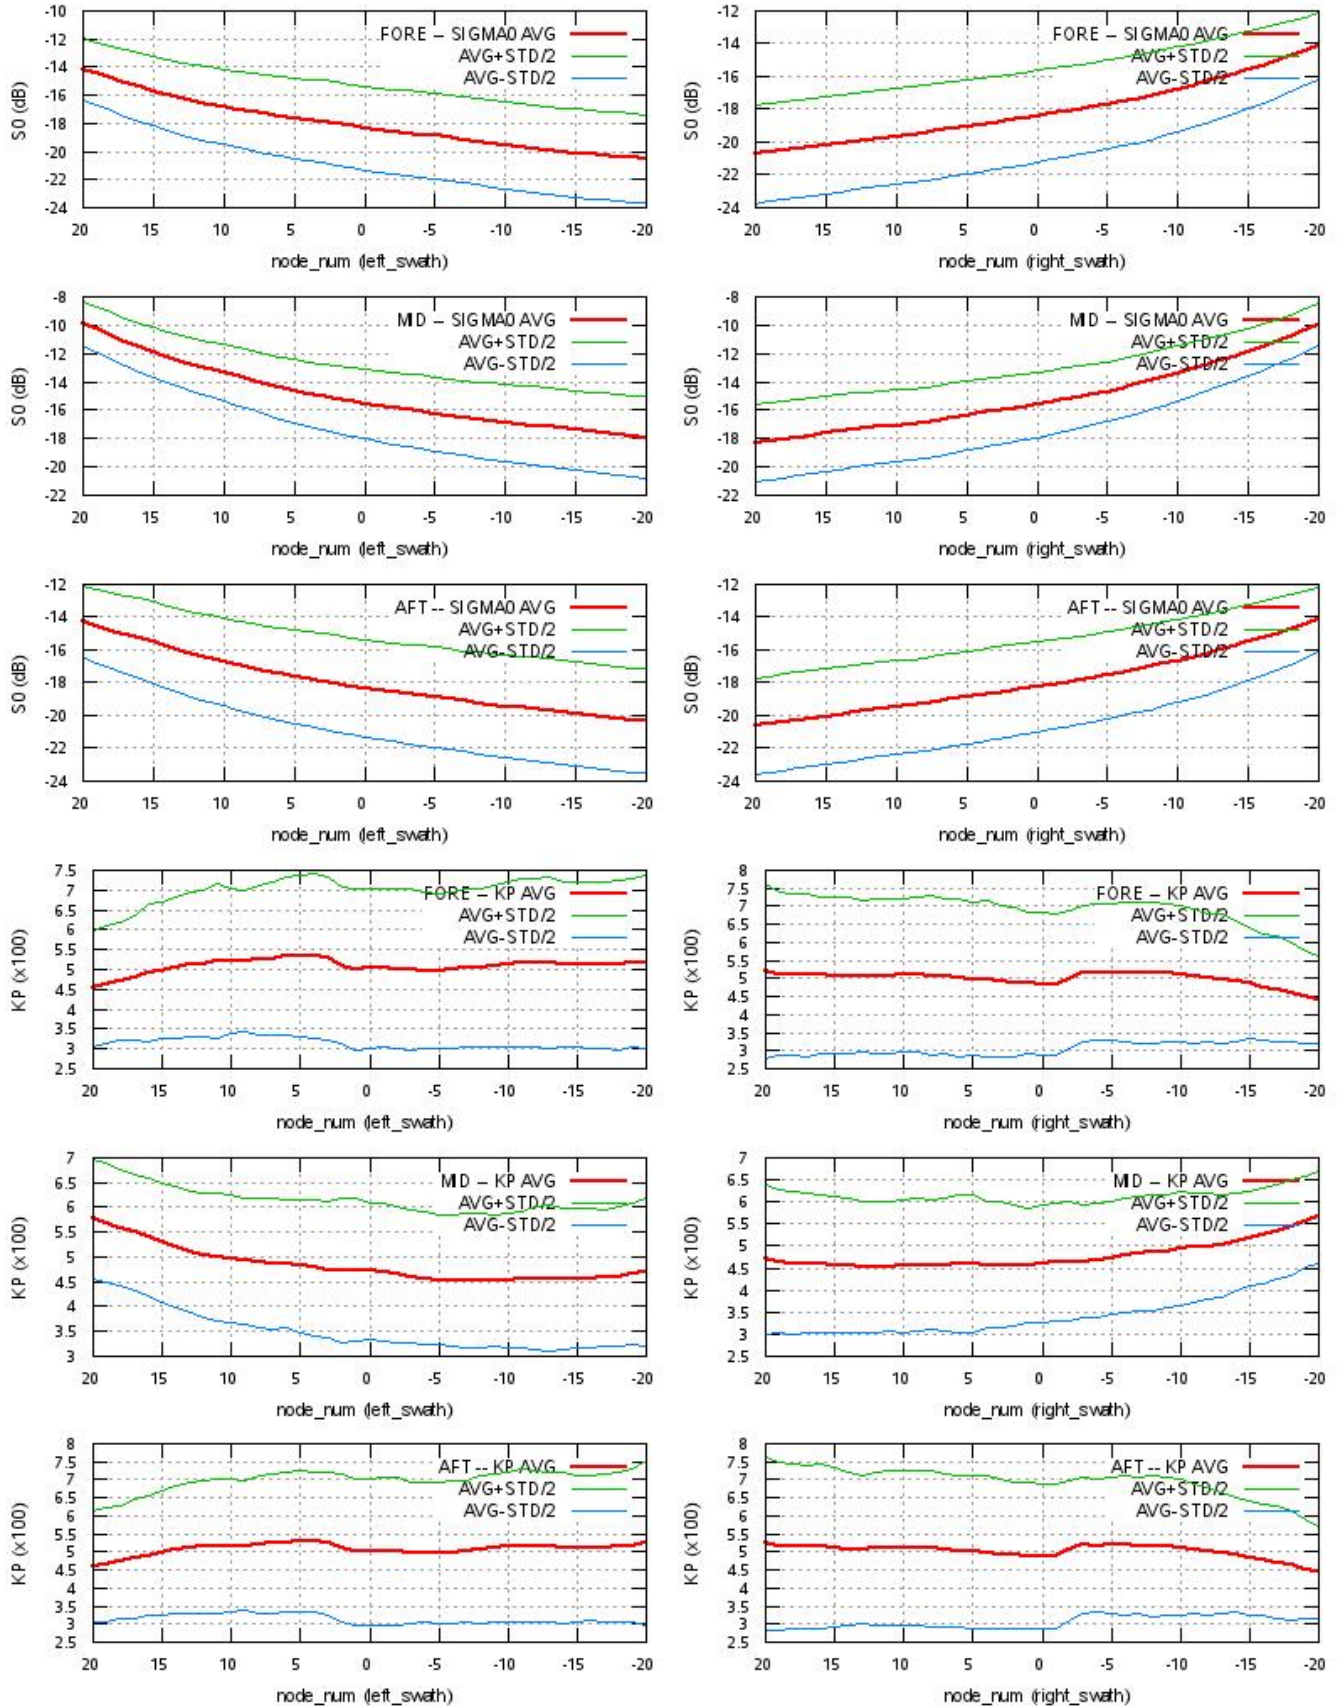 -10
-12
-14
-16
-18
-20
-22
-24
S0 (dB)
FORE -- SIGMA0 AVG
AVG+STD/2
AVG-STD/2
20 15 10 5 0 -5 -10 -15 -20
node_num (left_swath)
-12
-14
-16
-18
-20
-22
-24
S0 (dB)
FORE -- SIGMA0 AVG
AVG+STD/2
AVG-STD/2
20 15 10 5 0 -5 -10 -15 -20
node_num (right_swath)
-8
-10
-12
-14
-16
-18
-20
-22
S0 (dB)
MID -- SIGMA0 AVG
AVG+STD/2
AVG-STD/2
20 15 10 5 0 -5 -10 -15 -20
node_num (left_swath)
-8
-10
-12
-14
-16
-18
-20
-22
S0 (dB)
MID -- SIGMA0 AVG
AVG+STD/2
AVG-STD/2
20 15 10 5 0 -5 -10 -15 -20
node_num (right_swath)
-12
-14
-16
-18
-20
-22
-24
S0 (dB)
AFT -- SIGMA0 AVG
AVG+STD/2
AVG-STD/2
20 15 10 5 0 -5 -10 -15 -20
node_num (left_swath)
-12
-14
-16
-18
-20
-22
-24
S0 (dB)
AFT -- SIGMA0 AVG
AVG+STD/2
AVG-STD/2
20 15 10 5 0 -5 -10 -15 -20
node_num (right_swath)
7.5
7
6.5
6
5.5
5
4.5
4
3.5
3
2.5
KP (x100)
FORE -- KP AVG
AVG+STD/2
AVG-STD/2
20 15 10 5 0 -5 -10 -15 -20
node_num (left_swath)
8
7.5
7
6.5
6
5.5
5
4.5
4
3.5
3
2.5
KP (x100)
FORE -- KP AVG
AVG+STD/2
AVG-STD/2
20 15 10 5 0 -5 -10 -15 -20
node_num (right_swath)
7
6.5
6
5.5
5
4.5
4
3.5
3
KP (x100)
MID -- KP AVG
AVG+STD/2
AVG-STD/2
20 15 10 5 0 -5 -10 -15 -20
node_num (left_swath)
7
6.5
6
5.5
5
4.5
4
3.5
3
2.5
KP (x100)
MID -- KP AVG
AVG+STD/2
AVG-STD/2
20 15 10 5 0 -5 -10 -15 -20
node_num (right_swath)
8
7.5
7
6.5
6
5.5
5
4.5
4
3.5
3
2.5
KP (x100)
AFT -- KP AVG
AVG+STD/2
AVG-STD/2
20 15 10 5 0 -5 -10 -15 -20
node_num (left_swath)
8
7.5
7
6.5
6
5.5
5
4.5
4
3.5
3
2.5
KP (x100)
AFT -- KP AVG
AVG+STD/2
AVG-STD/2
20 15 10 5 0 -5 -10 -15 -20
node_num (right_swath)